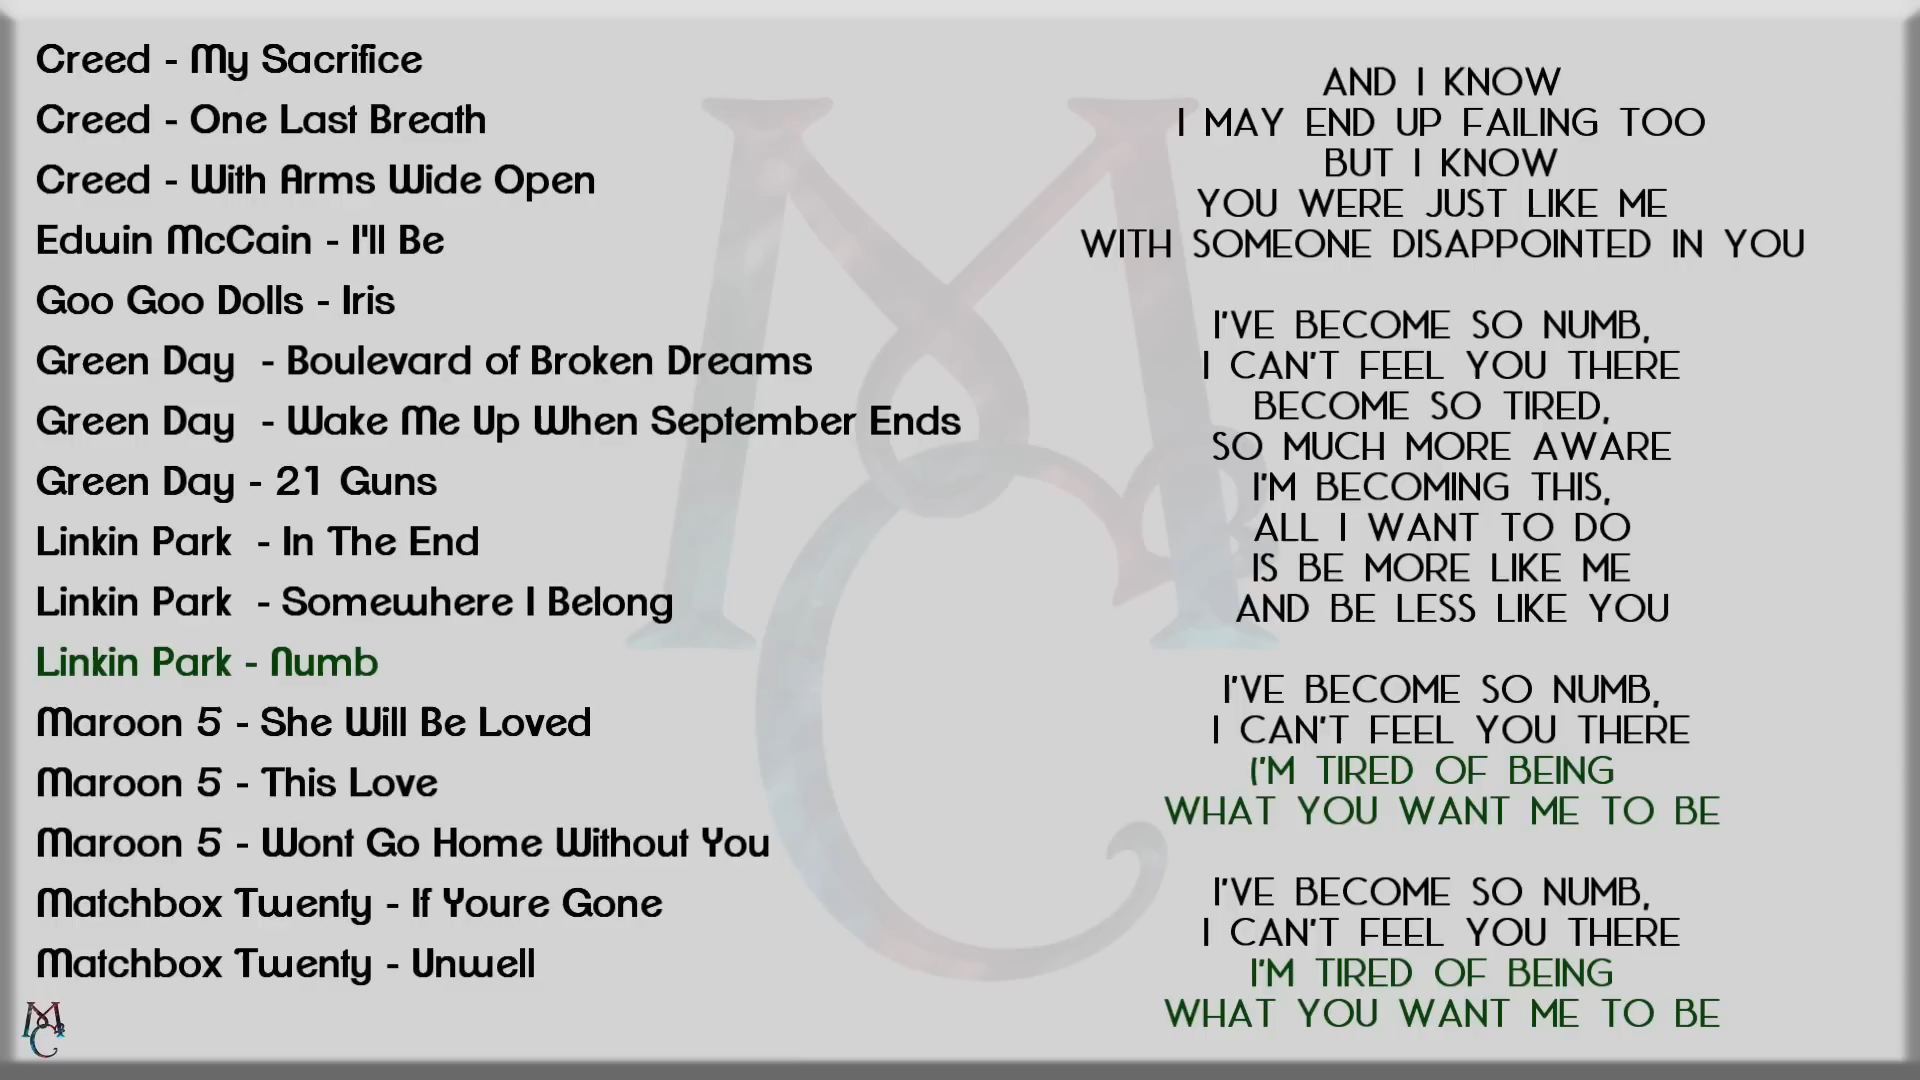 Creed - My Sacrifice
Creed - One Last Breath
Creed - With Arms Wide Open
Edwin McCain - I'll Be
Goo Goo Dolls - Iris
Green Day  - Boulevard of Broken Dreams
Green Day  - Wake Me Up When September Ends
Green Day - 21 Guns
Linkin Park  - In The End
Linkin Park  - Somewhere I Belong
Linkin Park - Numb
Maroon 5 - She Will Be Loved
Maroon 5 - This Love
Maroon 5 - Wont Go Home Without You
Matchbox Twenty - If Youre Gone
Matchbox Twenty - Unwell
AND I KNOW
I MAY END UP FAILING TOO
BUT I KNOW
YOU WERE JUST LIKE ME
WITH SOMEONE DISAPPOINTED IN YOU
I'VE BECOME SO NUMB,
I CAN'T FEEL YOU THERE
BECOME SO TIRED,
SO MUCH MORE AWARE
I'M BECOMING THIS,
ALL I WANT TO DO
IS BE MORE LIKE ME
AND BE LESS LIKE YOU
I'VE BECOME SO NUMB,
I CAN'T FEEL YOU THERE
('M TIRED OF BEING
WHAT YOU WANT ME TO BE
I'VE BECOME SO NUMB,
I CAN'T FEEL YOU THERE
I'M TIRED OF BEING
WHAT YOU WANT ME TO BE